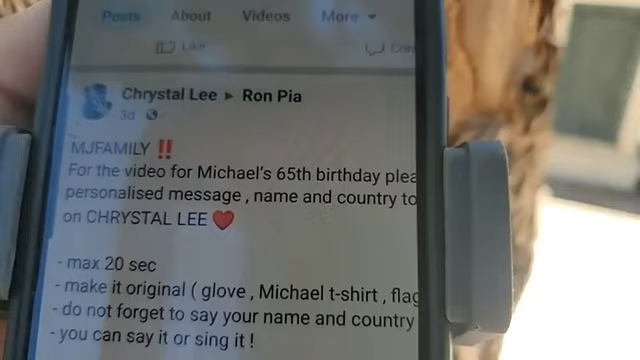 Posts About Videos More
Like
Chrystal Lee ▸ Ron Pia
3d
MJFAMILY ‼️
For the video for Michael's 65th birthday plea
personalised message , name and country to
on CHRYSTAL LEE ❤️
- max 20 sec
- make it original ( glove , Michael t-shirt , flag
- do not forget to say your name and country
- you can say it or sing it !